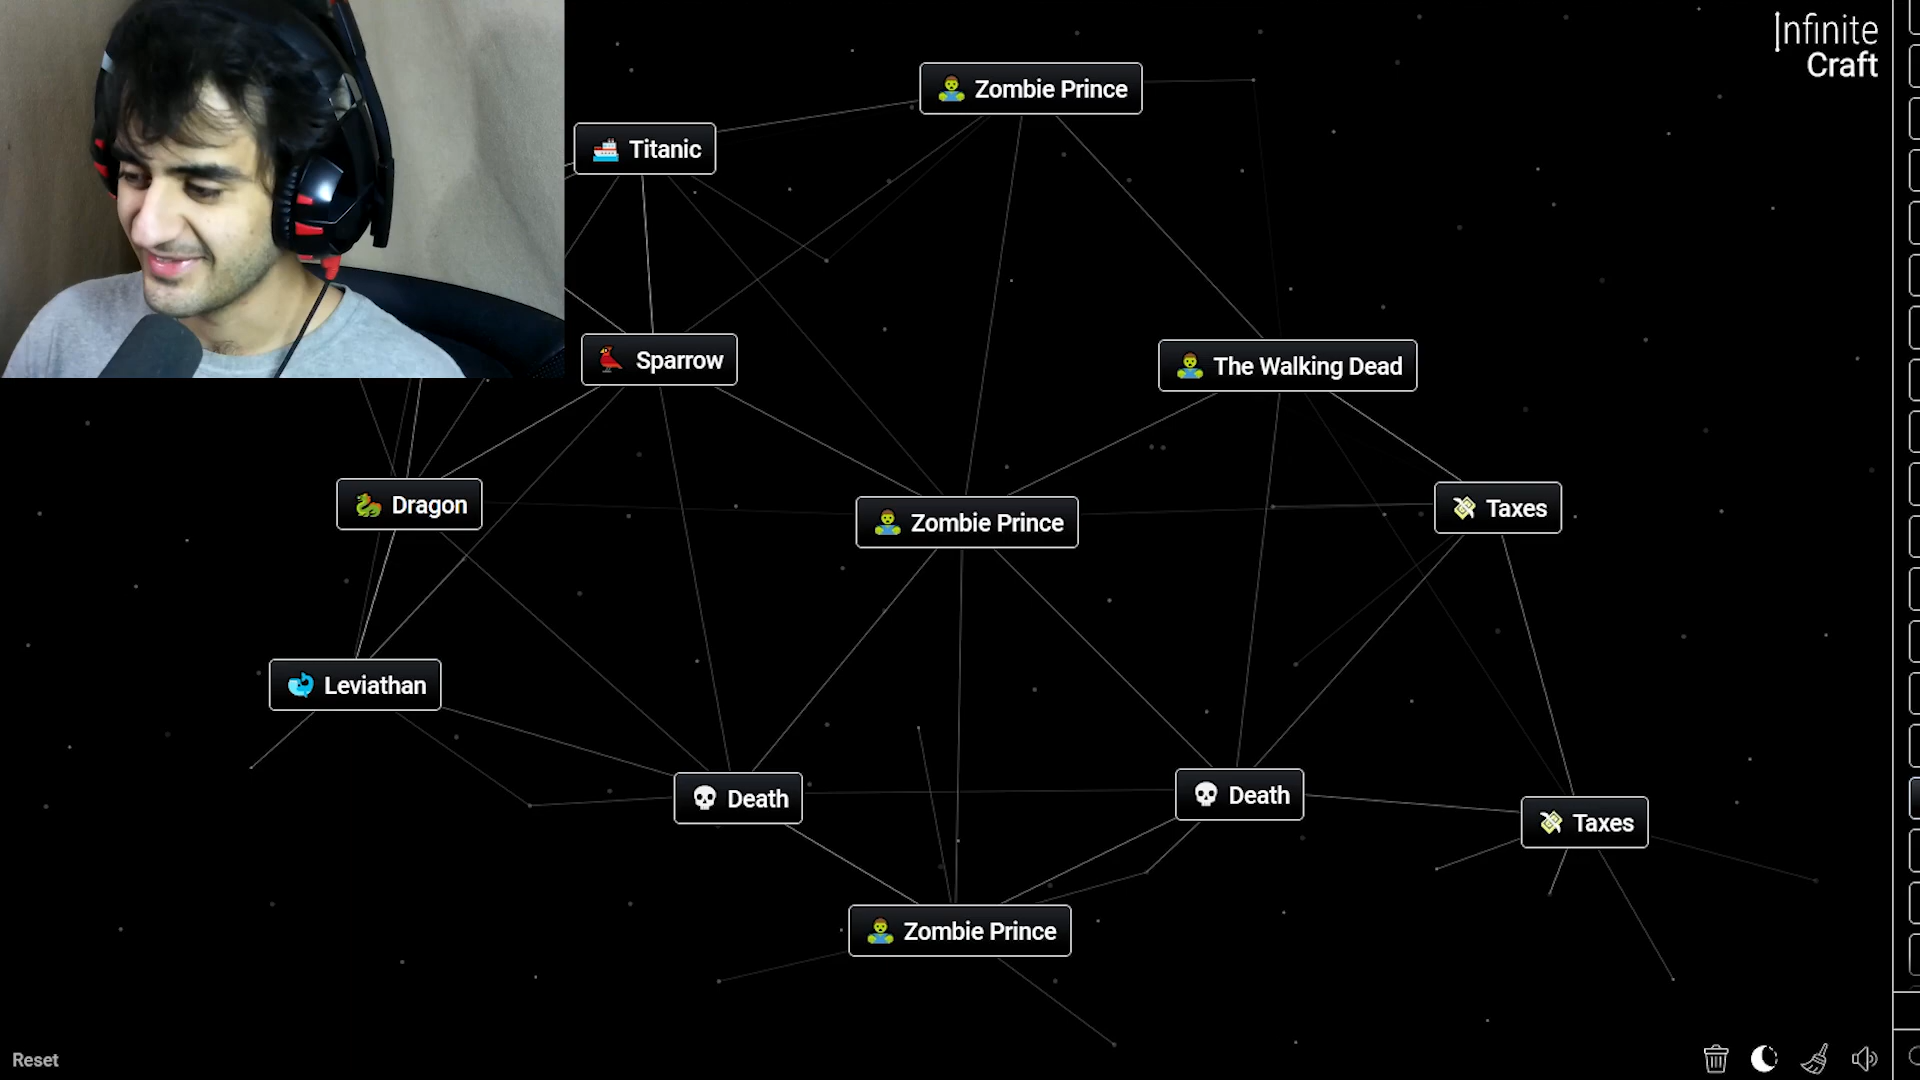 Infinite
Craft
Zombie Prince
Titanic
Sparrow
The Walking Dead
Dragon
Zombie Prince
Taxes
Leviathan
Death
Death
Taxes
Zombie Prince
Reset